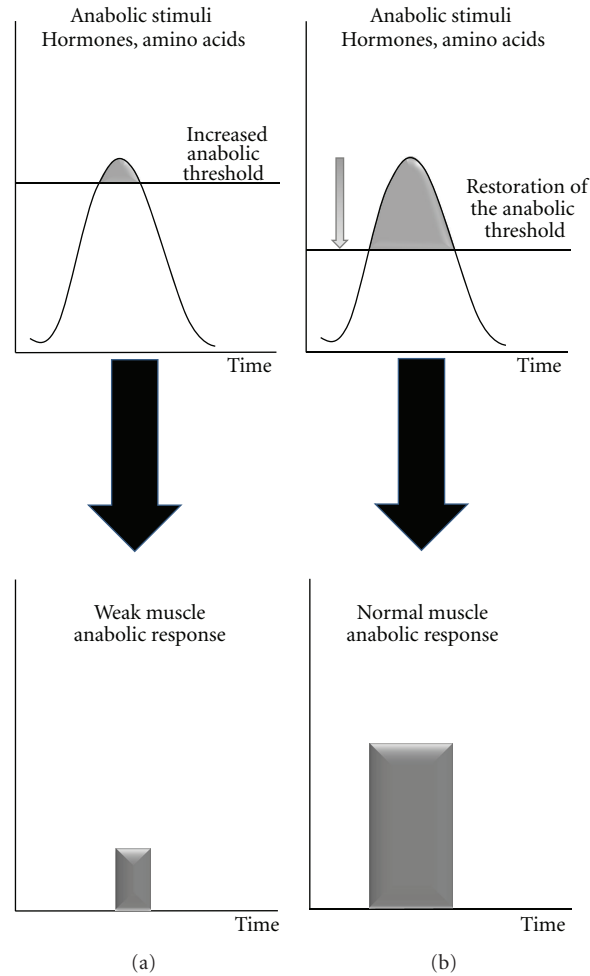 Anabolic stimuli
Hormones, amino acids
Increased
anabolic
threshold
Time
Anabolic stimuli
Hormones, amino acids
Restoration of
the anabolic
threshold
Time
Weak muscle
anabolic response
Time
(a)
Normal muscle
anabolic response
Time
(b)